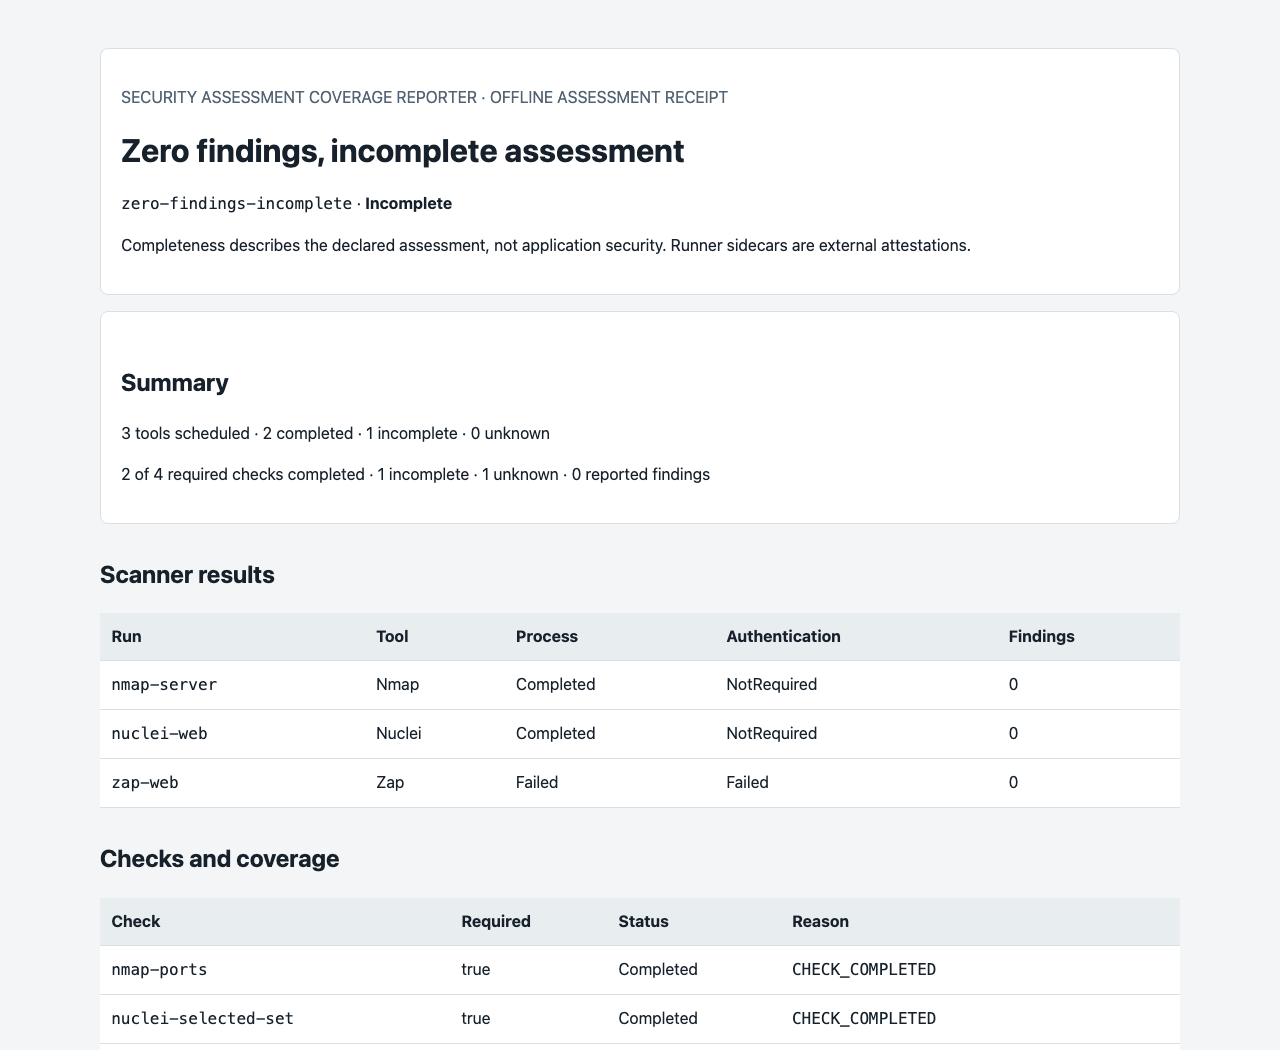 SECURITY ASSESSMENT COVERAGE REPORTER · OFFLINE ASSESSMENT RECEIPT
Zero findings, incomplete assessment
zero-findings-incomplete · Incomplete
Completeness describes the declared assessment, not application security. Runner sidecars are external attestations.
Summary
3 tools scheduled · 2 completed · 1 incomplete · 0 unknown
2 of 4 required checks completed · 1 incomplete · 1 unknown · 0 reported findings
Scanner results
Run Tool Process Authentication Findings
nmap-server Nmap Completed NotRequired 0
nuclei-web Nuclei Completed NotRequired 0
zap-web Zap Failed Failed 0
Checks and coverage
Check Required Status Reason
nmap-ports true Completed CHECK_COMPLETED
nuclei-selected-set true Completed CHECK_COMPLETED